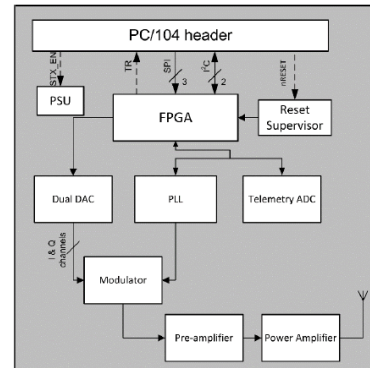 PC/104 header
STX_EN
TR
SPI
3
I²C
2
nRESET
PSU
FPGA
Reset
Supervisor
Dual DAC
PLL
Telemetry ADC
I & Q
channels
Modulator
Pre-amplifier
Power Amplifier